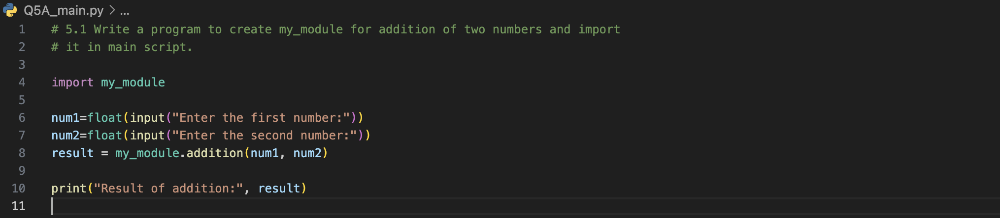 Q5A_main.py > ...
1 # 5.1 Write a program to create my_module for addition of two numbers and import
2 # it in main script.
3
4 import my_module
5
6 num1=float(input("Enter the first number:"))
7 num2=float(input("Enter the second number:"))
8 result = my_module.addition(num1, num2)
9
10 print("Result of addition:", result)
11